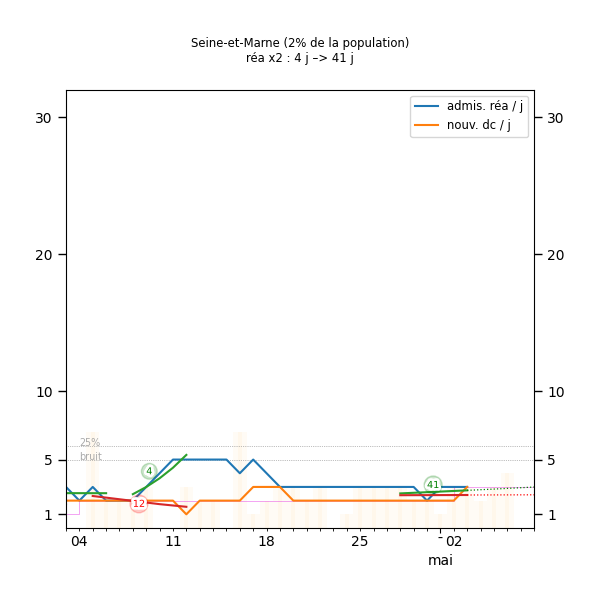 Seine-et-Marne (2% de la population)
réa x2 : 4 j –> 41 j
admis. réa / j
nouv. dc / j
30 30
20 20
10 10
25%
bruit
5 5
4
41
12
1 1
04 11 18 25 02
mai